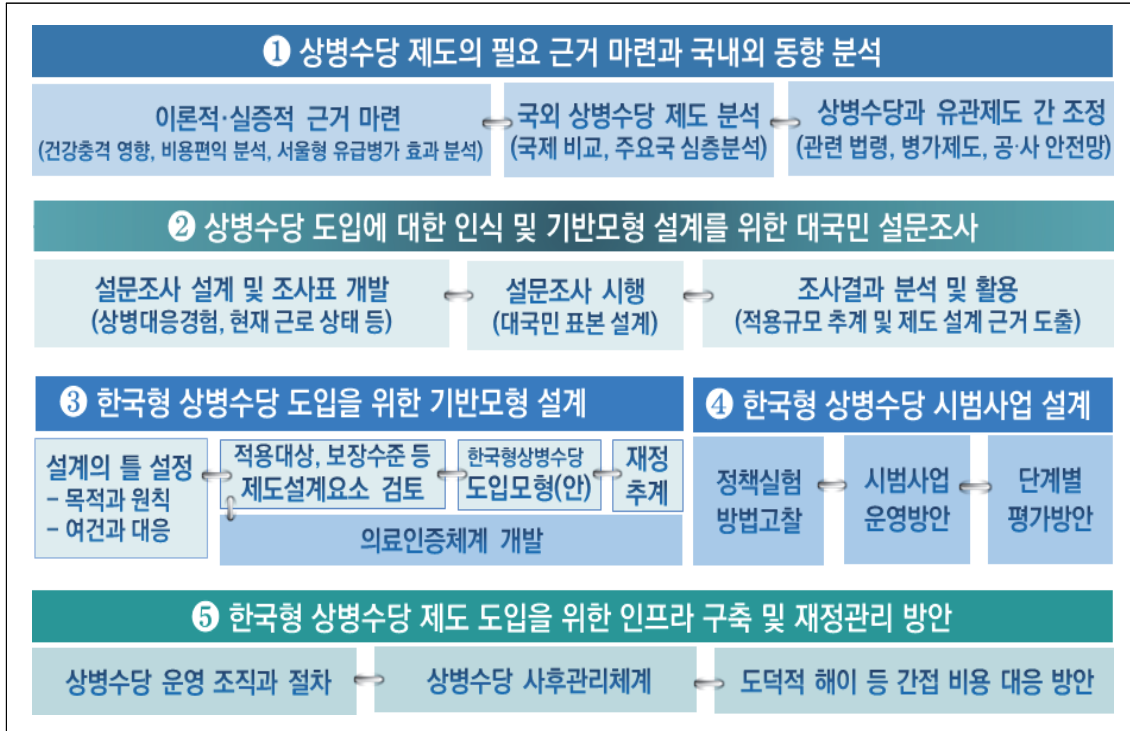 ❶ 상병수당 제도의 필요 근거 마련과 국내외 동향 분석
이론적·실증적 근거 마련
(건강충격 영향, 비용편익 분석, 서울형 유급병가 효과 분석)
국외 상병수당 제도 분석
(국제 비교, 주요국 심층분석)
상병수당과 유관제도 간 조정
(관련 법령, 병가제도, 공·사 안전망)
❷ 상병수당 도입에 대한 인식 및 기반모형 설계를 위한 대국민 설문조사
설문조사 설계 및 조사표 개발
(상병대응경험, 현재 근로 상태 등)
설문조사 시행
(대국민 표본 설계)
조사결과 분석 및 활용
(적용규모 추계 및 제도 설계 근거 도출)
❸ 한국형 상병수당 도입을 위한 기반모형 설계
설계의 틀 설정
– 목적과 원칙
– 여건과 대응
적용대상, 보장수준 등
제도설계요소 검토
한국형상병수당
도입모형(안)
재정
추계
의료인증체계 개발
❹ 한국형 상병수당 시범사업 설계
정책실험
방법고찰
시범사업
운영방안
단계별
평가방안
❺ 한국형 상병수당 제도 도입을 위한 인프라 구축 및 재정관리 방안
상병수당 운영 조직과 절차
상병수당 사후관리체계
도덕적 해이 등 간접 비용 대응 방안